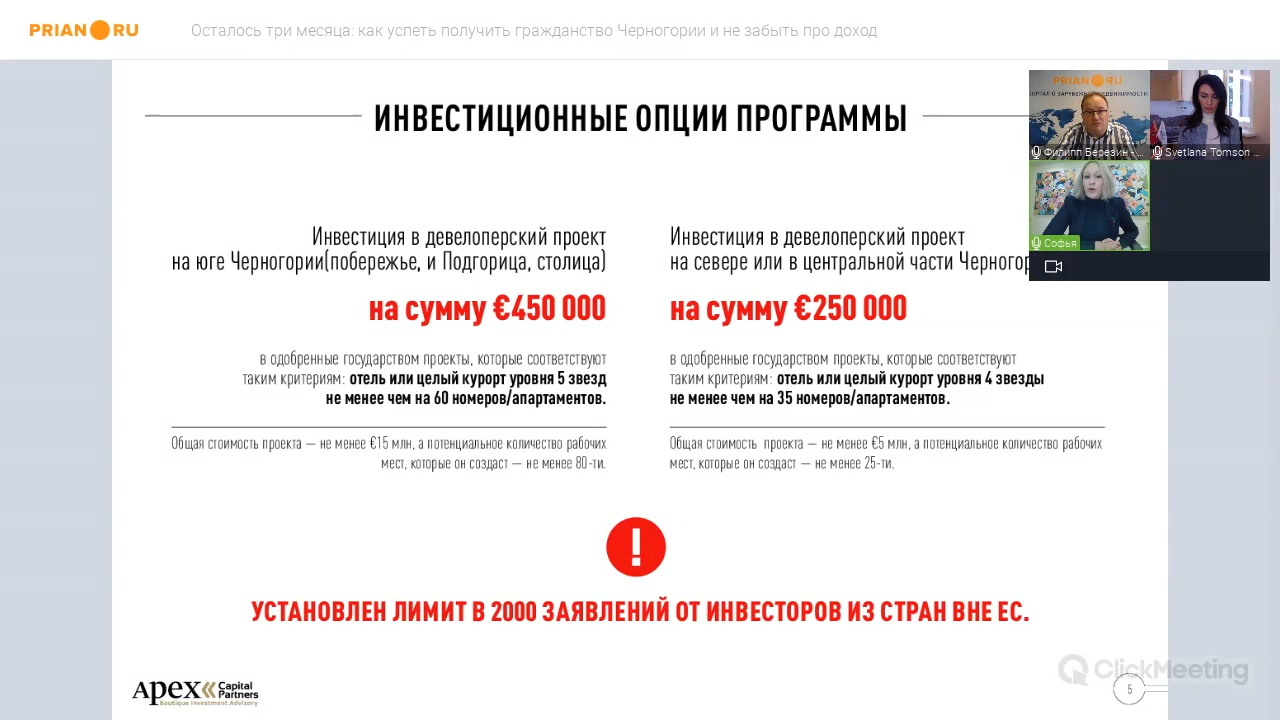 PRIAN RU
Осталось три месяца: как успеть получить гражданство Черногории и не забыть про доход
ИНВЕСТИЦИОННЫЕ ОПЦИИ ПРОГРАММЫ
PRIAN RU
ПОРТАЛ О ЗАРУБЕЖНОЙ НЕДВИЖИМОСТИ
Филипп Березин - ...
Svetlana Tomson ...
Софья
Инвестиция в девелоперский проект
на юге Черногории(побережье, и Подгорица, столица)
на сумму €450 000
в одобренные государством проекты, которые соответствуют
таким критериям: отель или целый курорт уровня 5 звезд
не менее чем на 60 номеров/апартаментов.
Общая стоимость проекта — не менее €15 млн, а потенциальное количество рабочих
мест, которые он создаст — не менее 80-ти.
Инвестиция в девелоперский проект
на севере или в центральной части Черногор
на сумму €250 000
в одобренные государством проекты, которые соответствуют
таким критериям: отель или целый курорт уровня 4 звезды
не менее чем на 35 номеров/апартаментов.
Общая стоимость проекта — не менее €5 млн, а потенциальное количество рабочих
мест, которые он создаст — не менее 25-ти.
!
УСТАНОВЛЕН ЛИМИТ В 2000 ЗАЯВЛЕНИЙ ОТ ИНВЕСТОРОВ ИЗ СТРАН ВНЕ ЕС.
Apex Capital Partners
Boutique Investment Advisory
ClickMeeting
5